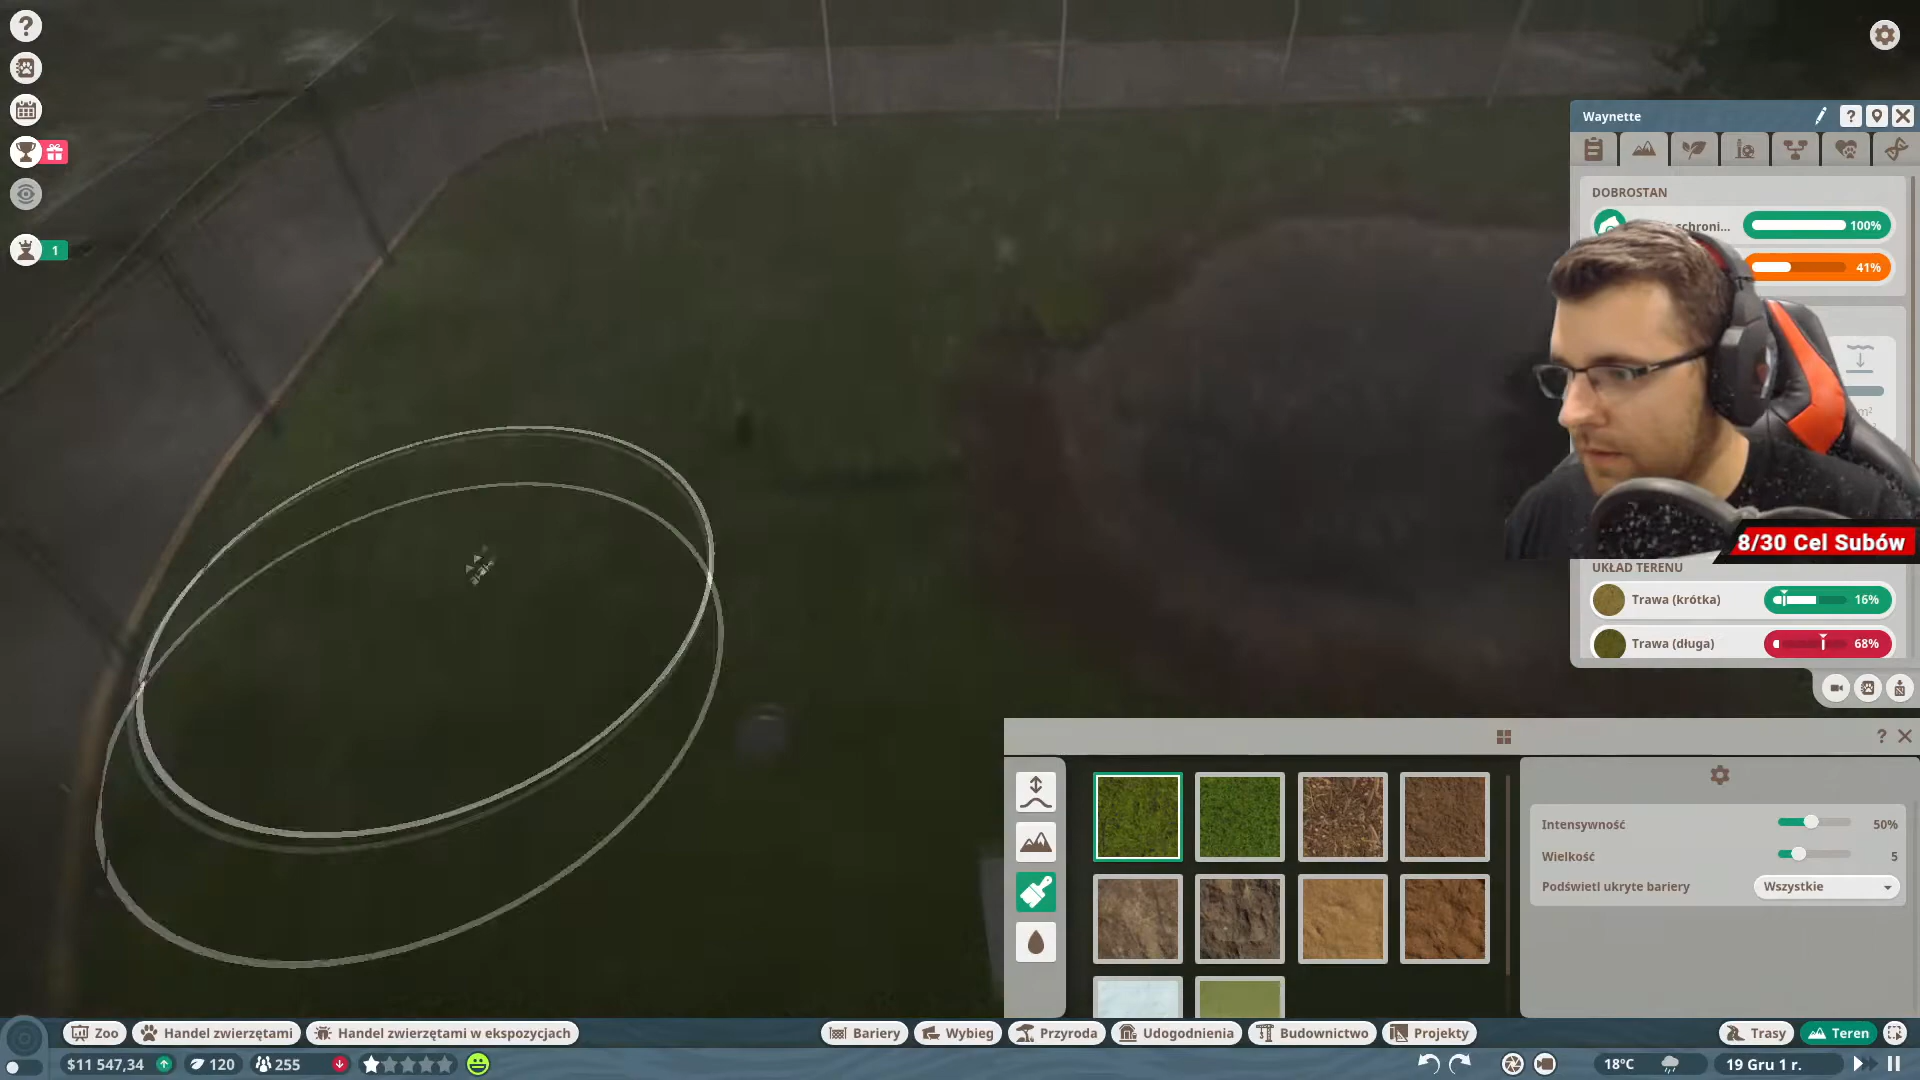 ?
1
Waynette
?
DOBROSTAN
schroni...
100%
41%
m²
8/30 Cel Subów
UKŁAD TERENU
Trawa (krótka)
16%
Trawa (długa)
68%
?
Intensywność
50%
Wielkość
5
Podświetl ukryte bariery
Wszystkie
Zoo
Handel zwierzętami
Handel zwierzętami w ekspozycjach
Bariery
Wybieg
Przyroda
Udogodnienia
Budownictwo
Projekty
Trasy
Teren
$11 547,34
120
255
18°C
19 Gru 1 r.